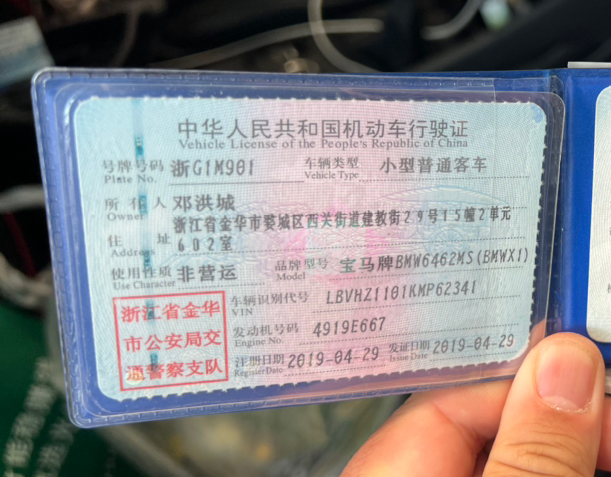 中华人民共和国机动车行驶证
Vehicle License of the People's Republic of China
号牌号码 浙G1M901 车辆类型 小型普通客车
Plate No. Vehicle Type
所有人 邓洪城
Owner
浙江省金华市婺城区西关街道建教街29号15幢2单元
住址 602室
Address
使用性质 非营运 品牌型号 宝马牌BMW6462MS(BMWX1)
Use Character Model
浙江省金华
市公安局交
通警察支队
车辆识别代号 LBVHZ1101KMP62341
VIN
发动机号码 4919E667
Engine No.
注册日期 2019-04-29 发证日期 2019-04-29
Register Date Issue Date